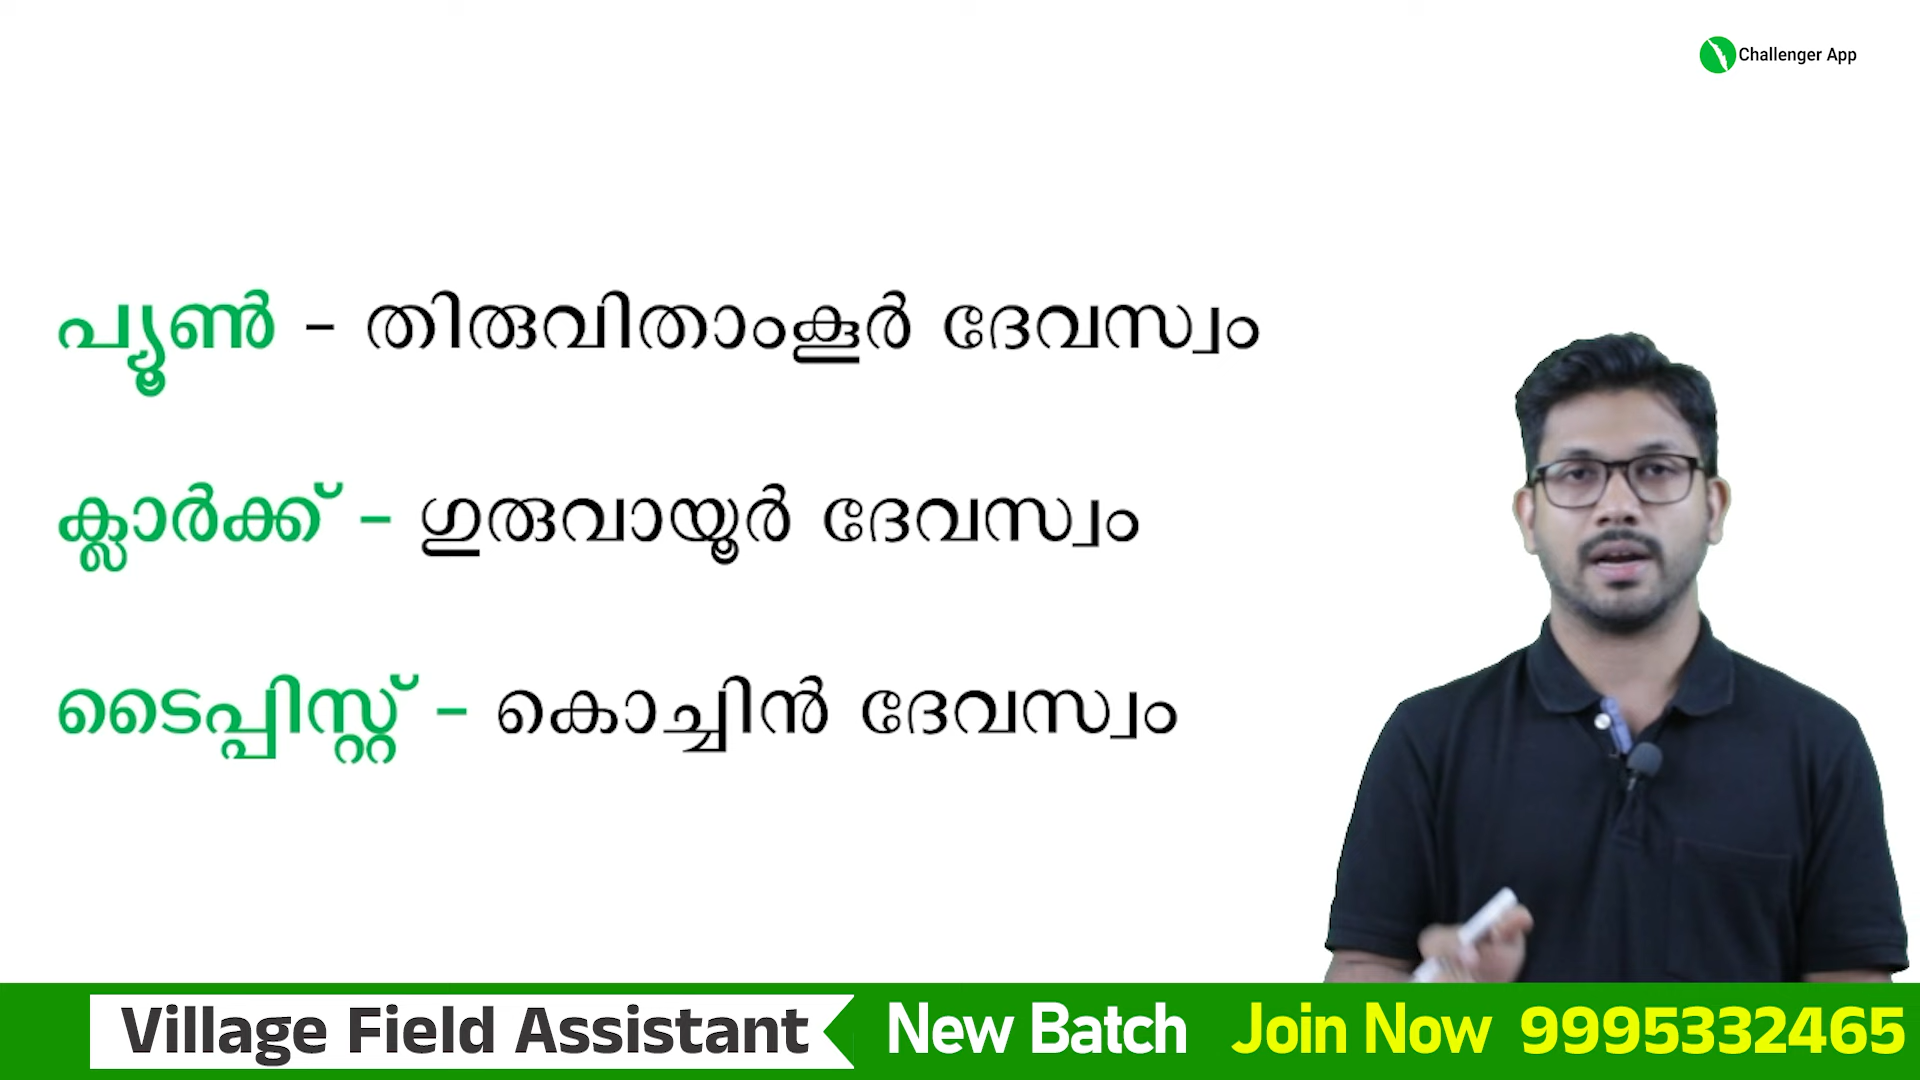 Challenger App
പ്യൂൺ - തിരുവിതാംകൂർ ദേവസ്വം
ക്ലാർക്ക് - ഗുരുവായൂർ ദേവസ്വം
ടൈപ്പിസ്റ്റ് - കൊച്ചിൻ ദേവസ്വം
Village Field Assistant New Batch Join Now 9995332465